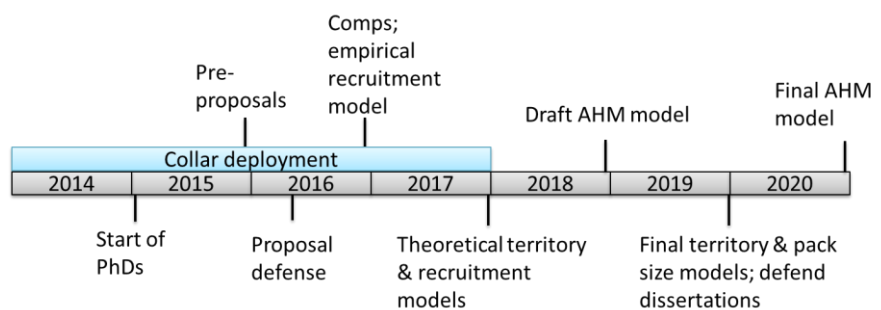 Comps;
empirical
recruitment
model
Pre-
proposals
Draft AHM model
Final AHM
model
Collar deployment
2014 2015 2016 2017 2018 2019 2020
Start of
PhDs
Proposal
defense
Theoretical territory
& recruitment
models
Final territory & pack
size models; defend
dissertations